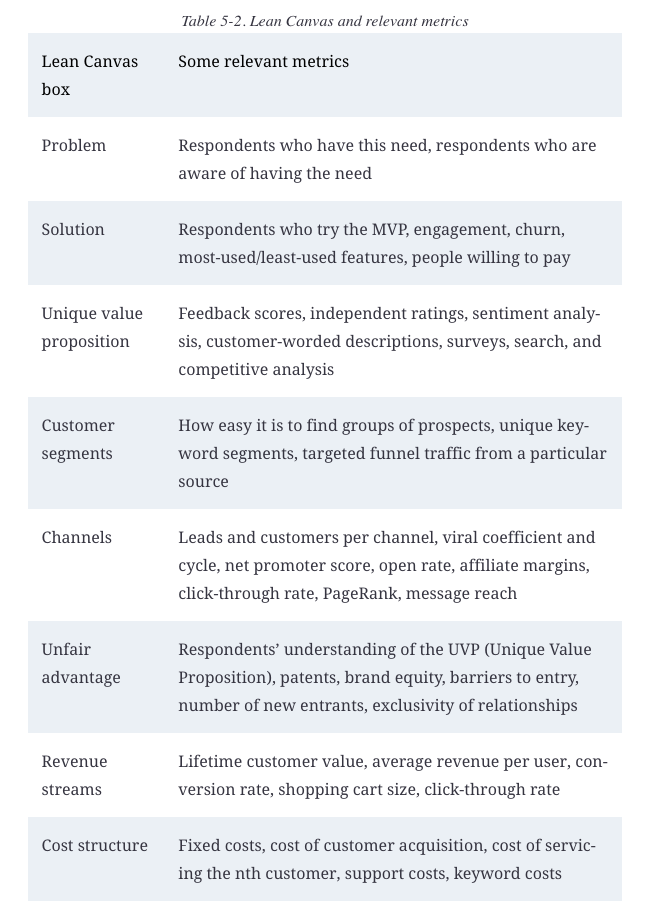 Table 5-2. Lean Canvas and relevant metrics
Lean Canvas box
Some relevant metrics
Problem
Respondents who have this need, respondents who are
aware of having the need
Solution
Respondents who try the MVP, engagement, churn,
most-used/least-used features, people willing to pay
Unique value
proposition
Feedback scores, independent ratings, sentiment analy-
sis, customer-worded descriptions, surveys, search, and
competitive analysis
Customer
segments
How easy it is to find groups of prospects, unique key-
word segments, targeted funnel traffic from a particular
source
Channels
Leads and customers per channel, viral coefficient and
cycle, net promoter score, open rate, affiliate margins,
click-through rate, PageRank, message reach
Unfair
advantage
Respondents’ understanding of the UVP (Unique Value
Proposition), patents, brand equity, barriers to entry,
number of new entrants, exclusivity of relationships
Revenue
streams
Lifetime customer value, average revenue per user, con-
version rate, shopping cart size, click-through rate
Cost structure
Fixed costs, cost of customer acquisition, cost of servic-
ing the nth customer, support costs, keyword costs